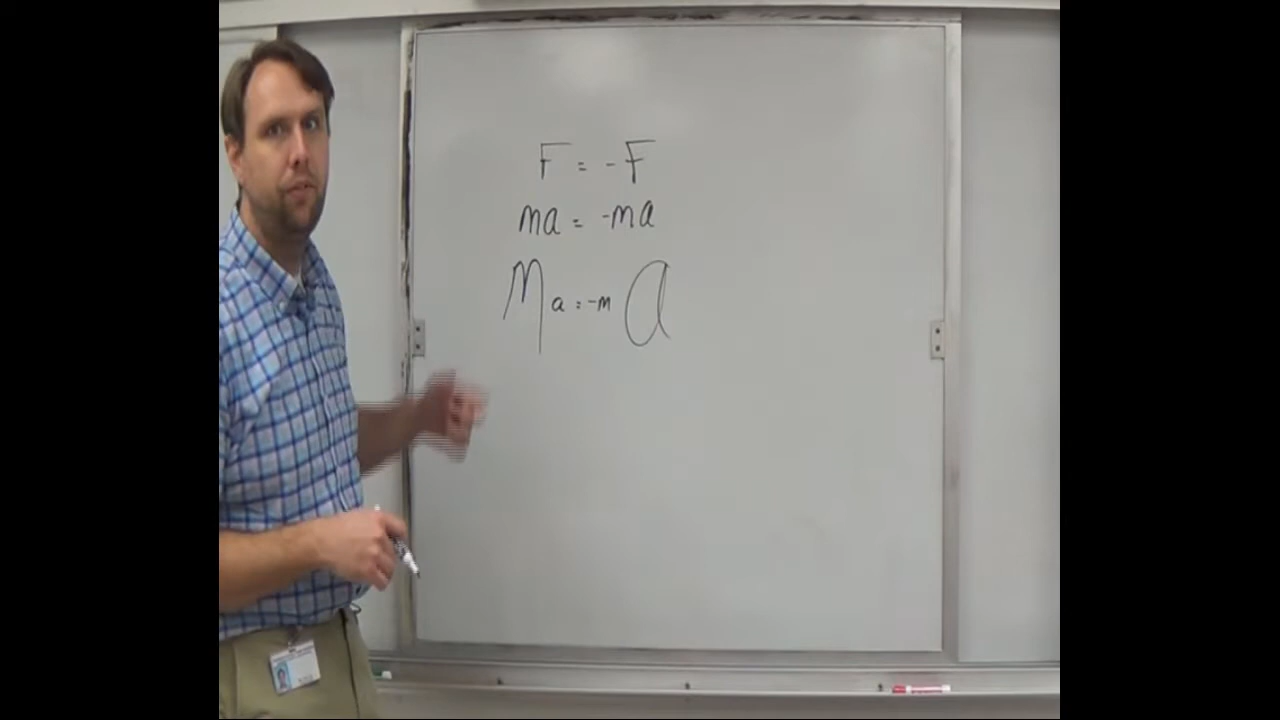 F = -F
ma = -ma
Ma = -mA